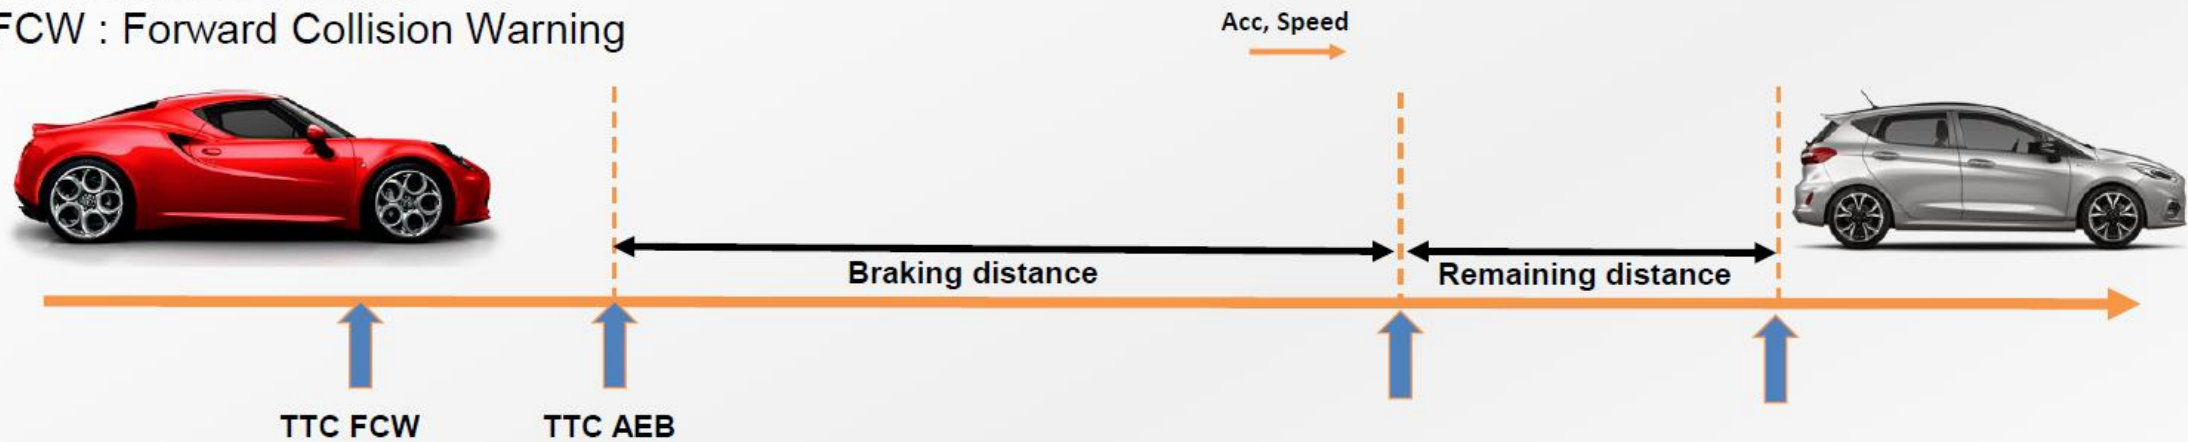 FCW : Forward Collision Warning
Acc, Speed
Braking distance
Remaining distance
TTC FCW
TTC AEB